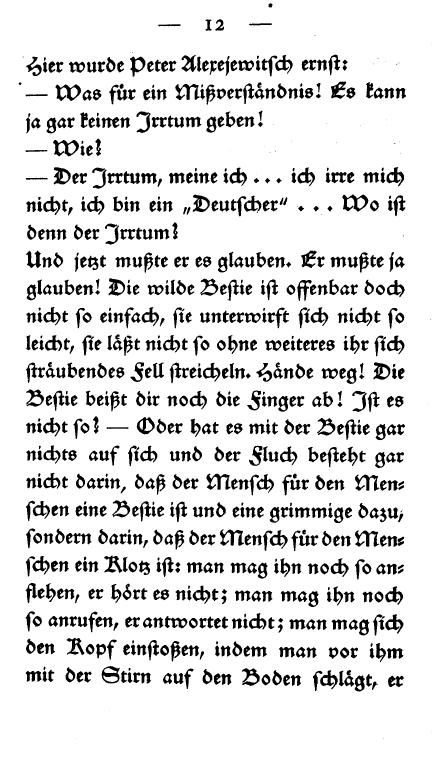 — 12 —
Hier wurde Peter Alexejewitsch ernst:
— Was für ein Mißverständnis! Es kann
ja gar keinen Irrtum geben!
— Wie?
— Der Irrtum, meine ich . . . ich irre mich
nicht, ich bin ein „Deutscher“ . . . Wo ist
denn der Irrtum?
Und jetzt mußte er es glauben. Er mußte ja
glauben! Die wilde Bestie ist offenbar doch
nicht so einfach, sie unterwirft sich nicht so
leicht, sie läßt nicht so ohne weiteres ihr sich
sträubendes Fell streicheln. Hände weg! Die
Bestie beißt dir noch die Finger ab! Ist es
nicht so? — Oder hat es mit der Bestie gar
nichts auf sich und der Fluch besteht gar
nicht darin, daß der Mensch für den Men-
schen eine Bestie ist und eine grimmige dazu,
sondern darin, daß der Mensch für den Men-
schen ein Klotz ist: man mag ihn noch so an-
flehen, er hört es nicht; man mag ihn noch
so anrufen, er antwortet nicht; man mag sich
den Kopf einstoßen, indem man vor ihm
mit der Stirn auf den Boden schlägt, er